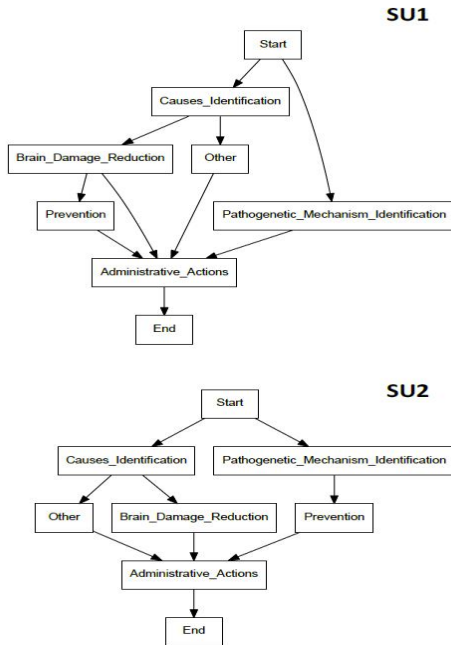 SU1
Start
Causes_Identification
Brain_Damage_Reduction
Other
Prevention
Pathogenetic_Mechanism_Identification
Administrative_Actions
End
SU2
Start
Causes_Identification
Pathogenetic_Mechanism_Identification
Other
Brain_Damage_Reduction
Prevention
Administrative_Actions
End